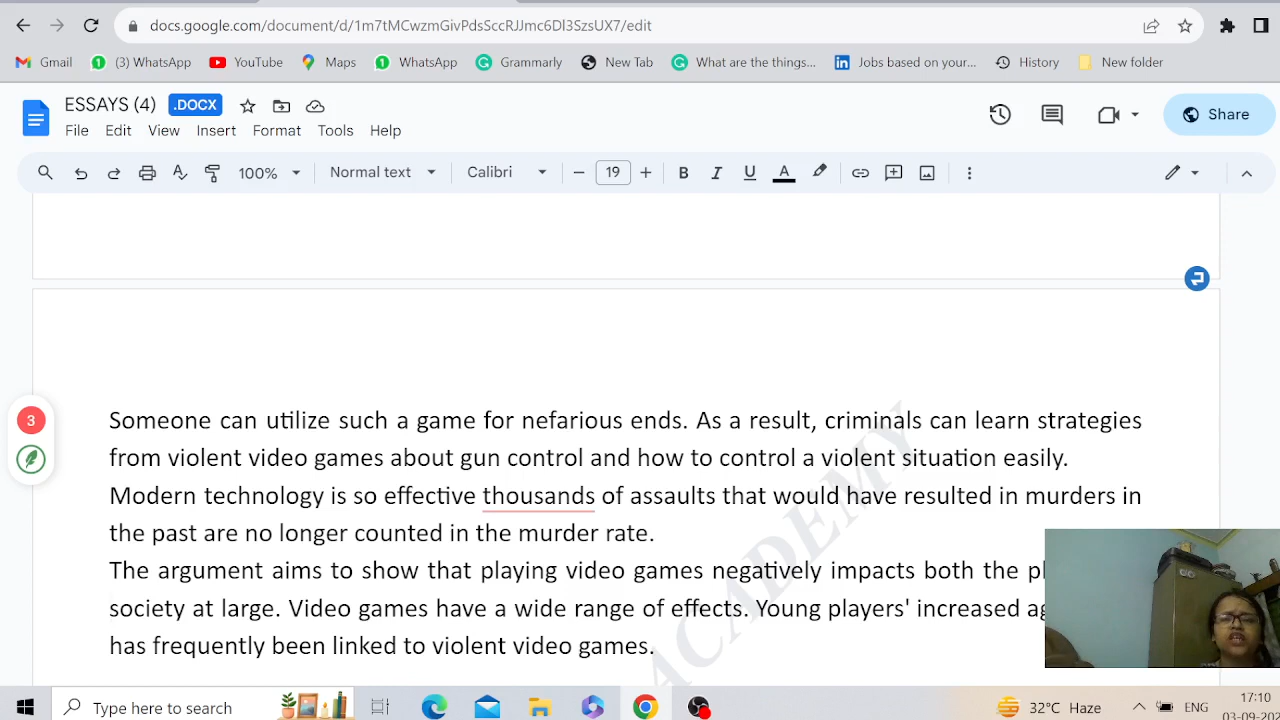 docs.google.com/document/d/1m7tMCwzmGivPdsSccRJJmc6Dl3SzsUX7/edit
Gmail (3) WhatsApp YouTube Maps WhatsApp Grammarly New Tab What are the things... Jobs based on your... History New folder
ESSAYS (4) .DOCX
File Edit View Insert Format Tools Help
Share
100% Normal text Calibri 19 B I U A
Someone can utilize such a game for nefarious ends. As a result, criminals can learn strategies
from violent video games about gun control and how to control a violent situation easily.
3
Modern technology is so effective thousands of assaults that would have resulted in murders in
the past are no longer counted in the murder rate.
The argument aims to show that playing video games negatively impacts both the
society at large. Video games have a wide range of effects. Young players' increased
has frequently been linked to violent video games.
ACADEMY
Type here to search
32°C Haze ENG
17:10